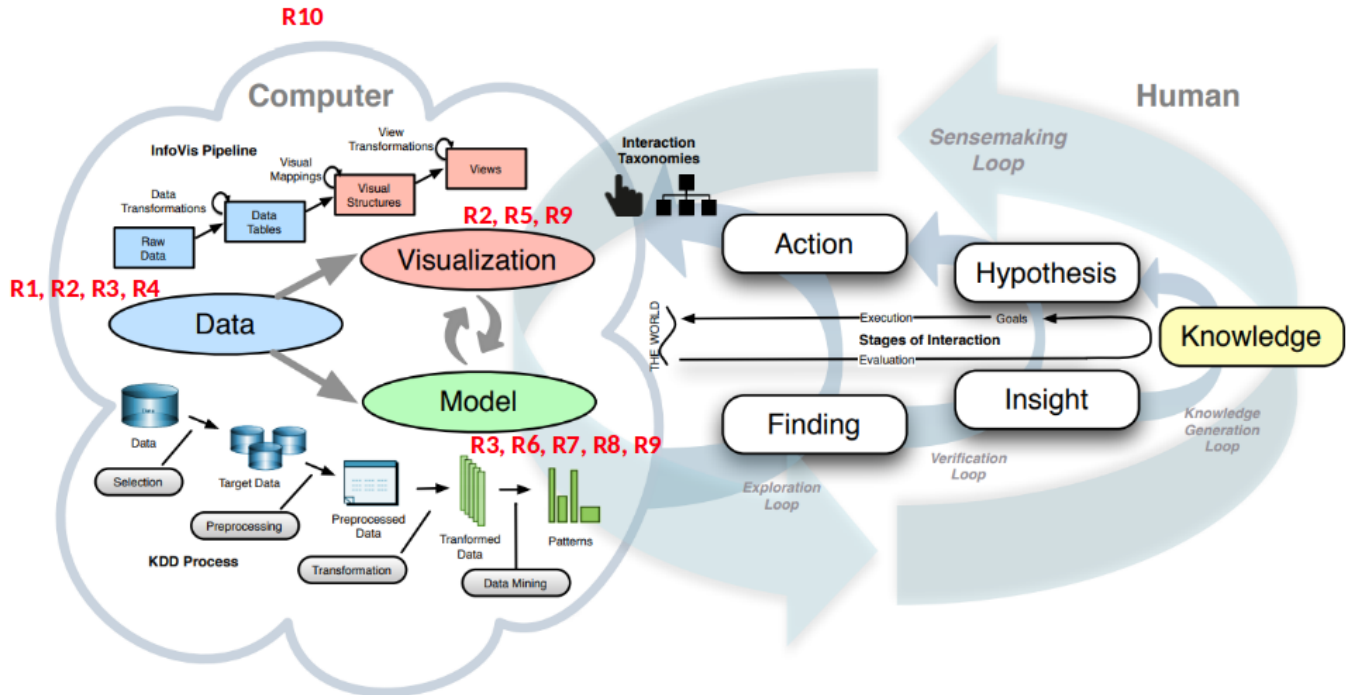 R10
Computer
Human
InfoVis Pipeline
View
Transformations
Visual
Mappings
Data
Transformations
Raw
Data
Data
Tables
Visual
Structures
Views
Interaction
Taxonomies
Sensemaking
Loop
R2, R5, R9
Visualization
R1, R2, R3, R4
Data
Model
R3, R6, R7, R8, R9
Action
Hypothesis
THE WORLD
Execution
Goals
Stages of Interaction
Evaluation
Knowledge
Finding
Insight
Exploration
Loop
Verification
Loop
Knowledge
Generation
Loop
Data
Data
Selection
Target Data
Preprocessing
Preprocessed
Data
Transformation
Tranformed
Data
Data Mining
Patterns
KDD Process